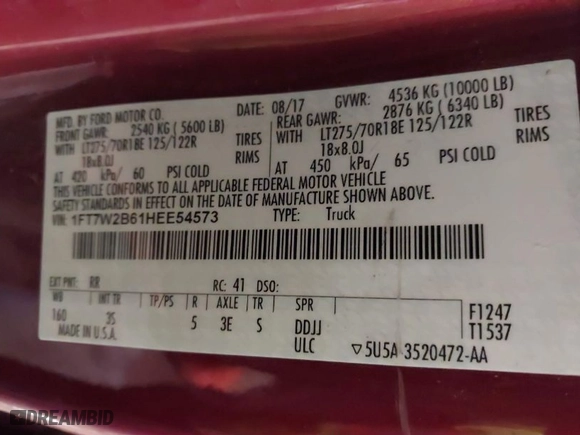 MFD. BY FORD MOTOR CO.
DATE: 08/17 GVWR: 4536 KG (10000 LB)
FRONT GAWR: 2540 KG ( 5600 LB) REAR GAWR: 2876 KG ( 6340 LB)
WITH LT275/70R18E 125/122R TIRES WITH LT275/70R18E 125/122R TIRES
18x8.0J RIMS 18x8.0J RIMS
AT 420 kPa/ 60 PSI COLD AT 450 kPa/ 65 PSI COLD
THIS VEHICLE CONFORMS TO ALL APPLICABLE FEDERAL MOTOR VEHICLE
SAFETY STANDARDS IN EFFECT ON THE DATE OF MANUFACTURE SHOWN ABOVE.
VIN: 1FT7W2B61HEE54573 TYPE: Truck
EXT PNT: RR RC: 41 DSO:
WB INT TR TP/PS R AXLE TR SPR F1247
160 3S 5 3E S DDJJ T1537
MADE IN U.S.A. ULC ▽5U5A 3520472-AA
DREAMBID